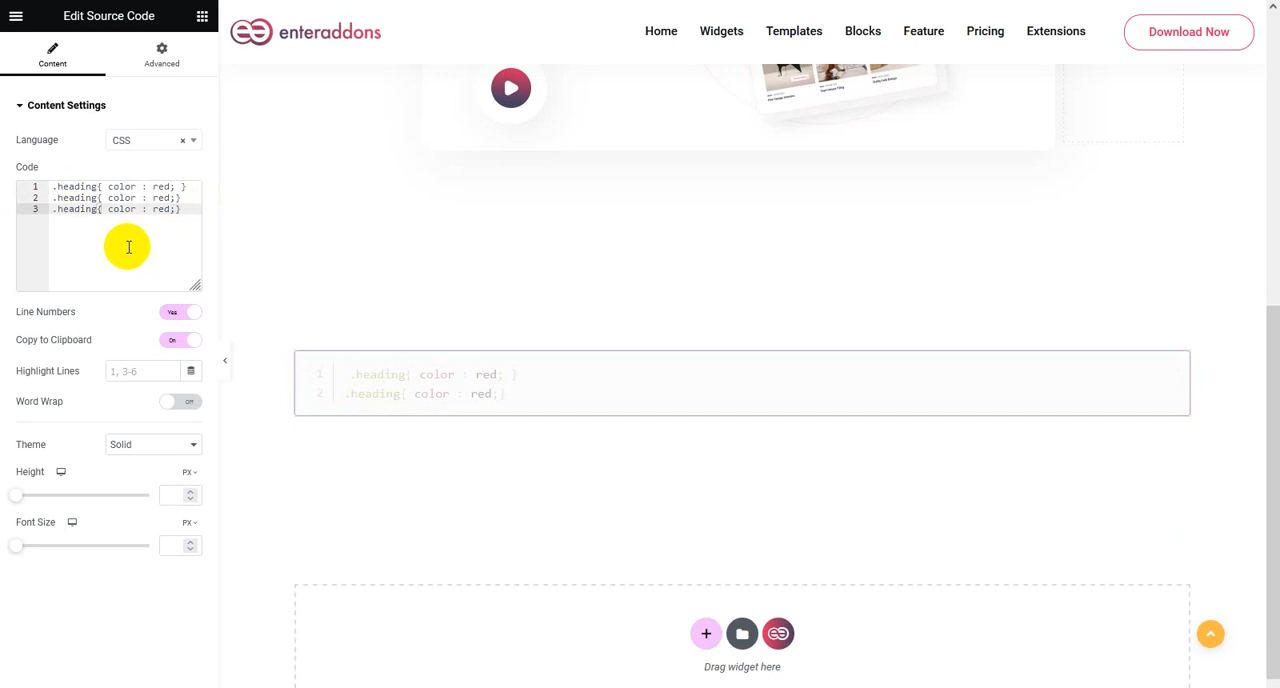 Edit Source Code
Content
Advanced
Content Settings
Language
CSS
Code
1 .heading{ color : red; }
2 .heading{ color : red;}
3 .heading{ color : red;}
Line Numbers
Yes
Copy to Clipboard
On
Highlight Lines
1, 3-6
Word Wrap
Off
Theme
Solid
Height
PX
Font Size
PX
enteraddons
Home
Widgets
Templates
Blocks
Feature
Pricing
Extensions
Download Now
1 .heading{ color : red; }
2 .heading{ color : red;}
Drag widget here